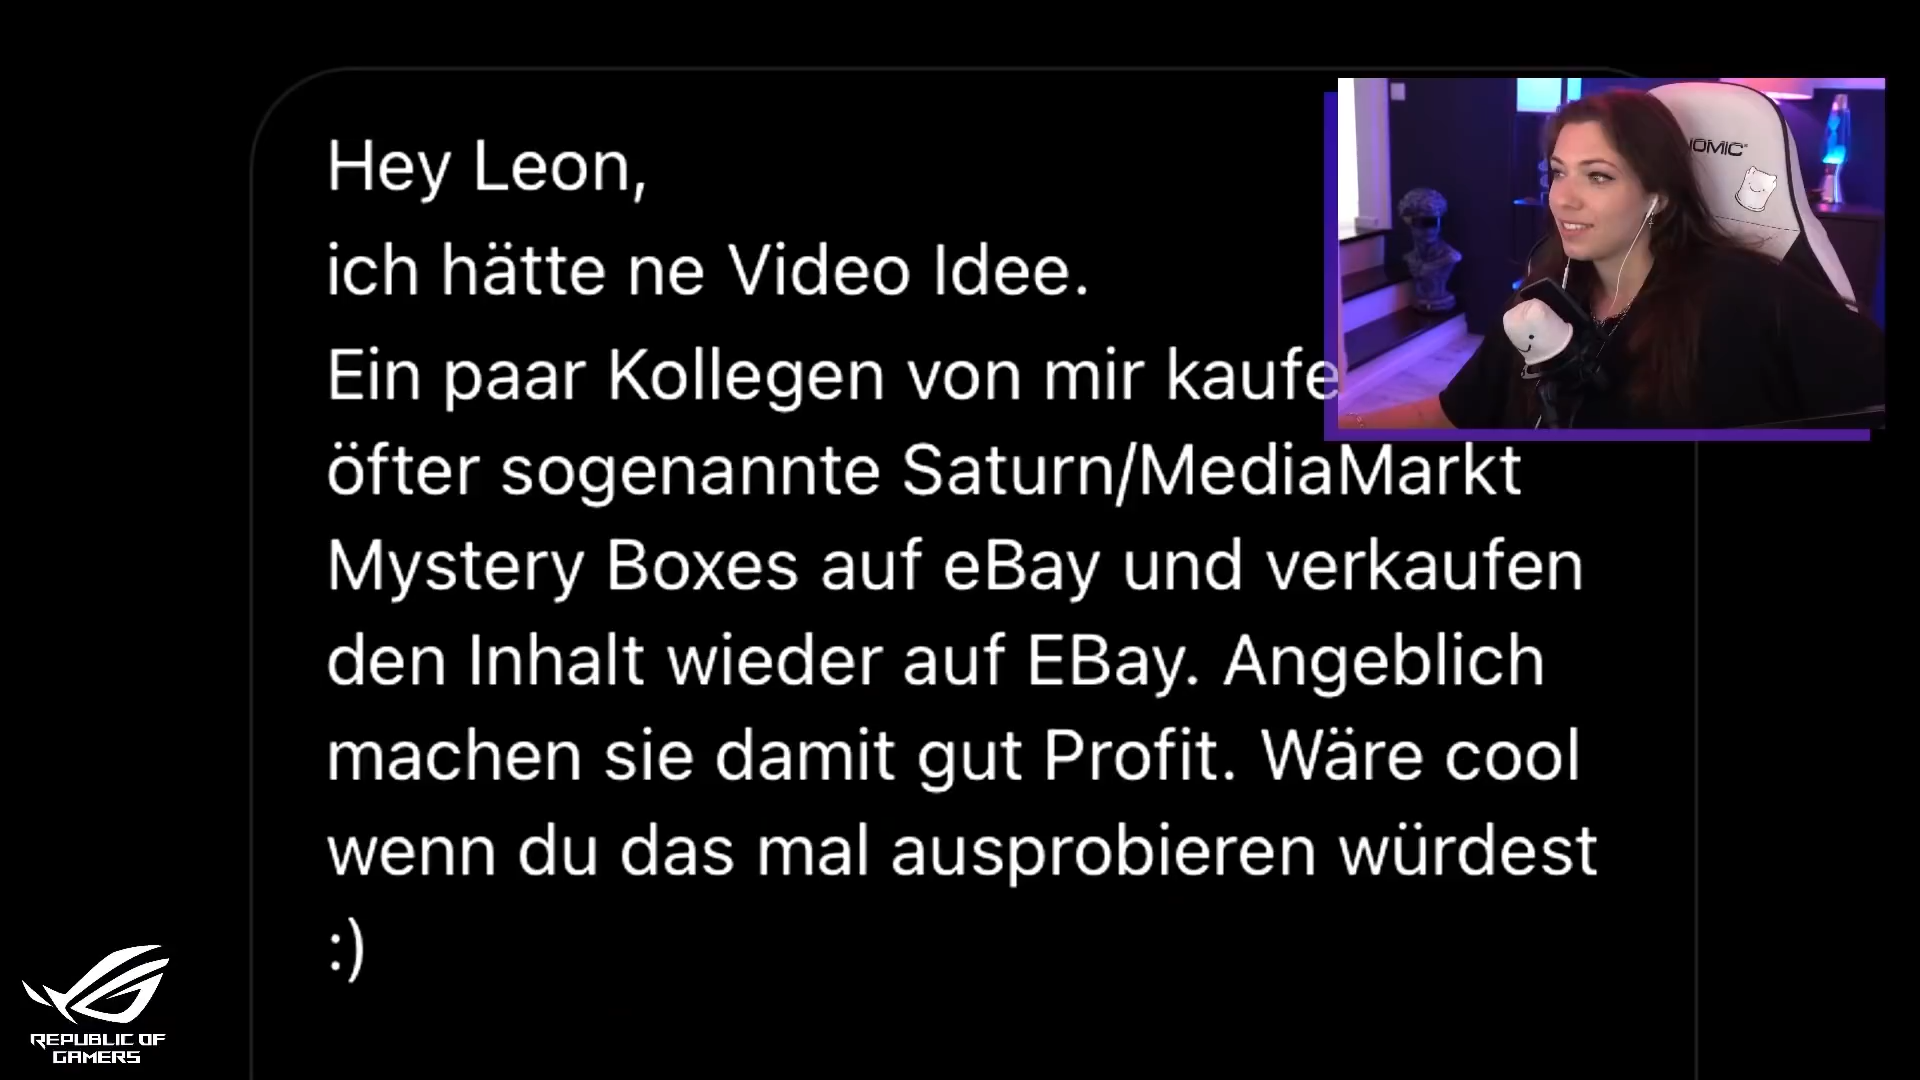 Hey Leon,
ich hätte ne Video Idee.
Ein paar Kollegen von mir kaufe
öfter sogenannte Saturn/MediaMarkt
Mystery Boxes auf eBay und verkaufen
den Inhalt wieder auf EBay. Angeblich
machen sie damit gut Profit. Wäre cool
wenn du das mal ausprobieren würdest
:)
NOMIC
REPUBLIC OF
GAMERS